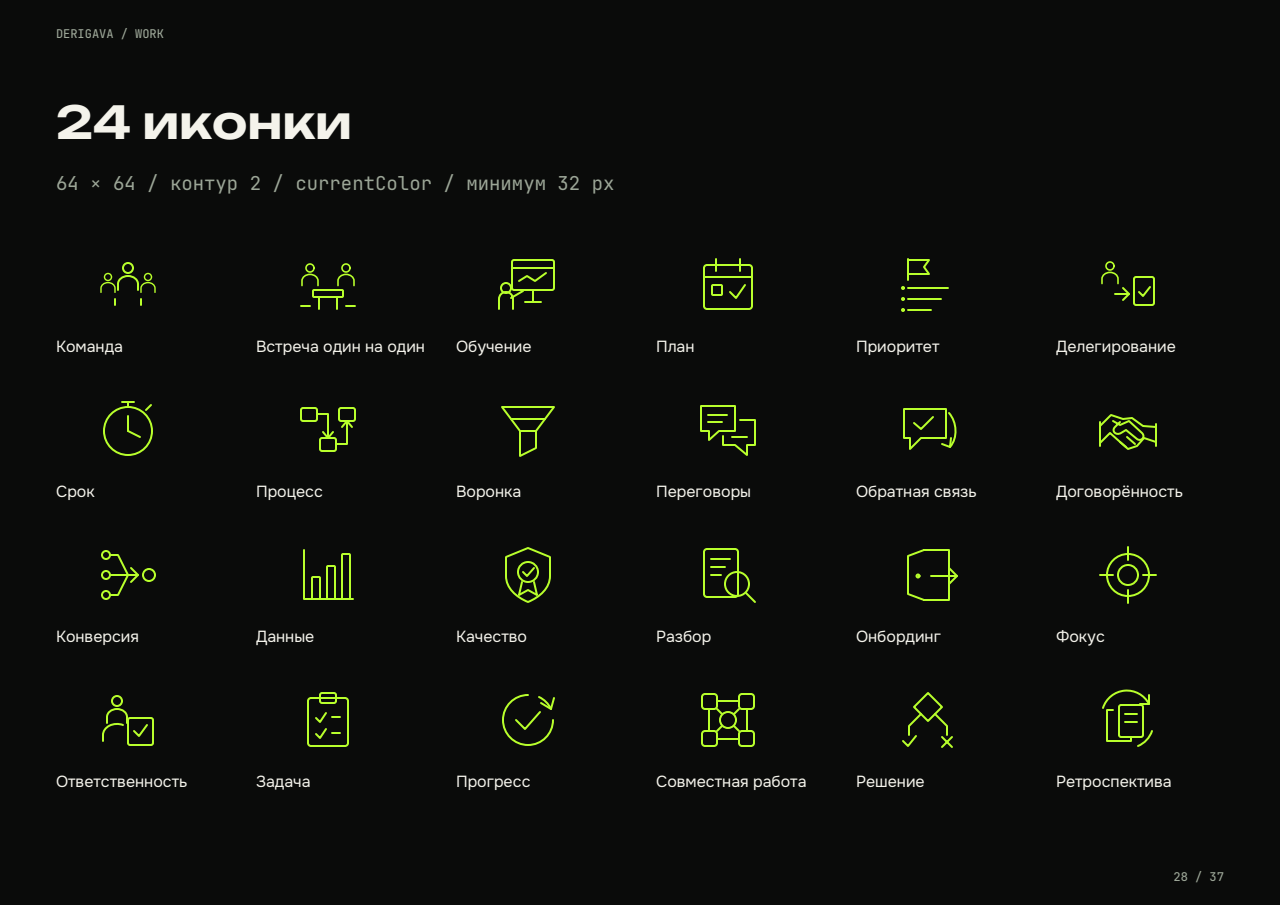 DERIGAVA / WORK
24 иконки
64 × 64 / контур 2 / currentColor / минимум 32 px
Команда
Встреча один на один
Обучение
План
Приоритет
Делегирование
Срок
Процесс
Воронка
Переговоры
Обратная связь
Договорённость
Конверсия
Данные
Качество
Разбор
Онбординг
Фокус
Ответственность
Задача
Прогресс
Совместная работа
Решение
Ретроспектива
28 / 37